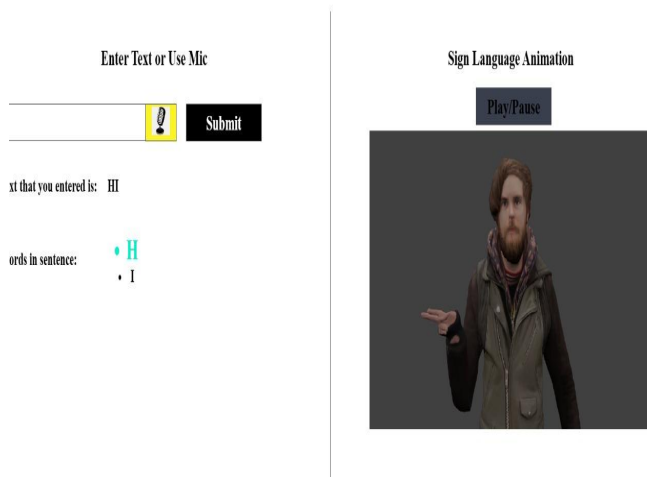 Enter Text or Use Mic
Submit
xt that you entered is: HI
ords in sentence:
• H
• I
Sign Language Animation
Play/Pause